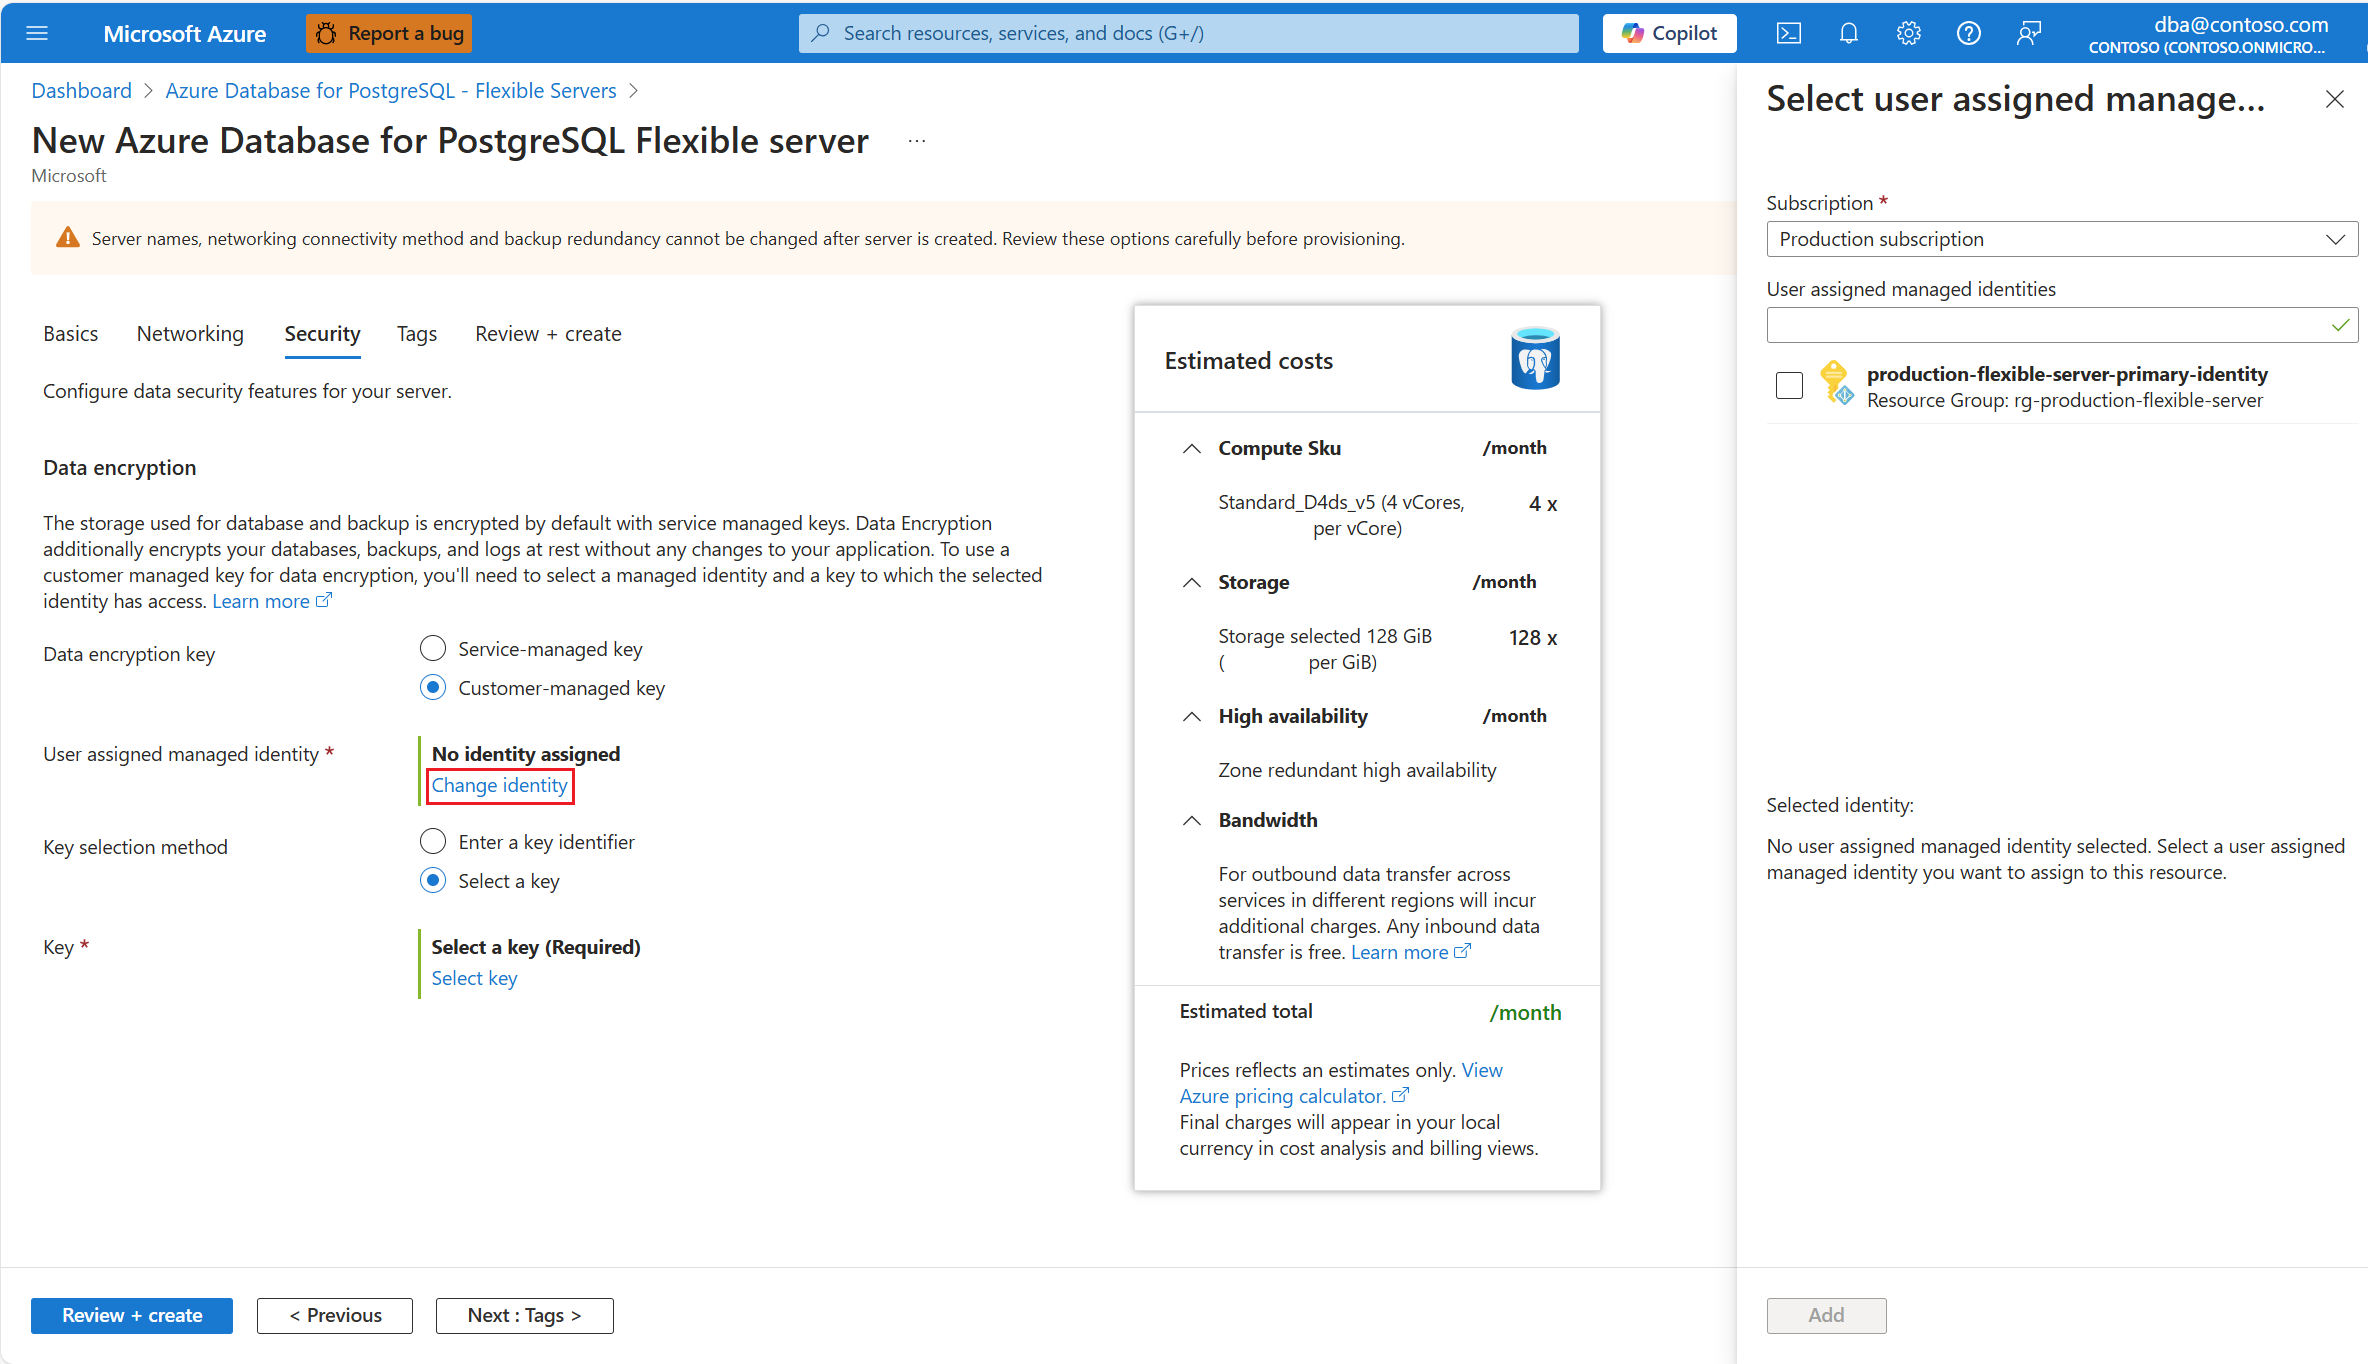 Microsoft Azure
Report a bug
Search resources, services, and docs (G+/)
Copilot
dba@contoso.com
CONTOSO (CONTOSO.ONMICRO...
Dashboard > Azure Database for PostgreSQL - Flexible Servers >
New Azure Database for PostgreSQL Flexible server ...
Microsoft
Server names, networking connectivity method and backup redundancy cannot be changed after server is created. Review these options carefully before provisioning.
Basics Networking Security Tags Review + create
Configure data security features for your server.
Data encryption
The storage used for database and backup is encrypted by default with service managed keys. Data Encryption
additionally encrypts your databases, backups, and logs at rest without any changes to your application. To use a
customer managed key for data encryption, you'll need to select a managed identity and a key to which the selected
identity has access. Learn more
Data encryption key
Service-managed key
Customer-managed key
User assigned managed identity *
No identity assigned
Change identity
Key selection method
Enter a key identifier
Select a key
Key *
Select a key (Required)
Select key
Estimated costs
Compute Sku /month
Standard_D4ds_v5 (4 vCores, 4 x
per vCore)
Storage /month
Storage selected 128 GiB 128 x
( per GiB)
High availability /month
Zone redundant high availability
Bandwidth
For outbound data transfer across
services in different regions will incur
additional charges. Any inbound data
transfer is free. Learn more
Estimated total /month
Prices reflects an estimates only. View
Azure pricing calculator.
Final charges will appear in your local
currency in cost analysis and billing views.
Review + create
< Previous
Next : Tags >
Select user assigned manage...
Subscription *
Production subscription
User assigned managed identities
production-flexible-server-primary-identity
Resource Group: rg-production-flexible-server
Selected identity:
No user assigned managed identity selected. Select a user assigned
managed identity you want to assign to this resource.
Add